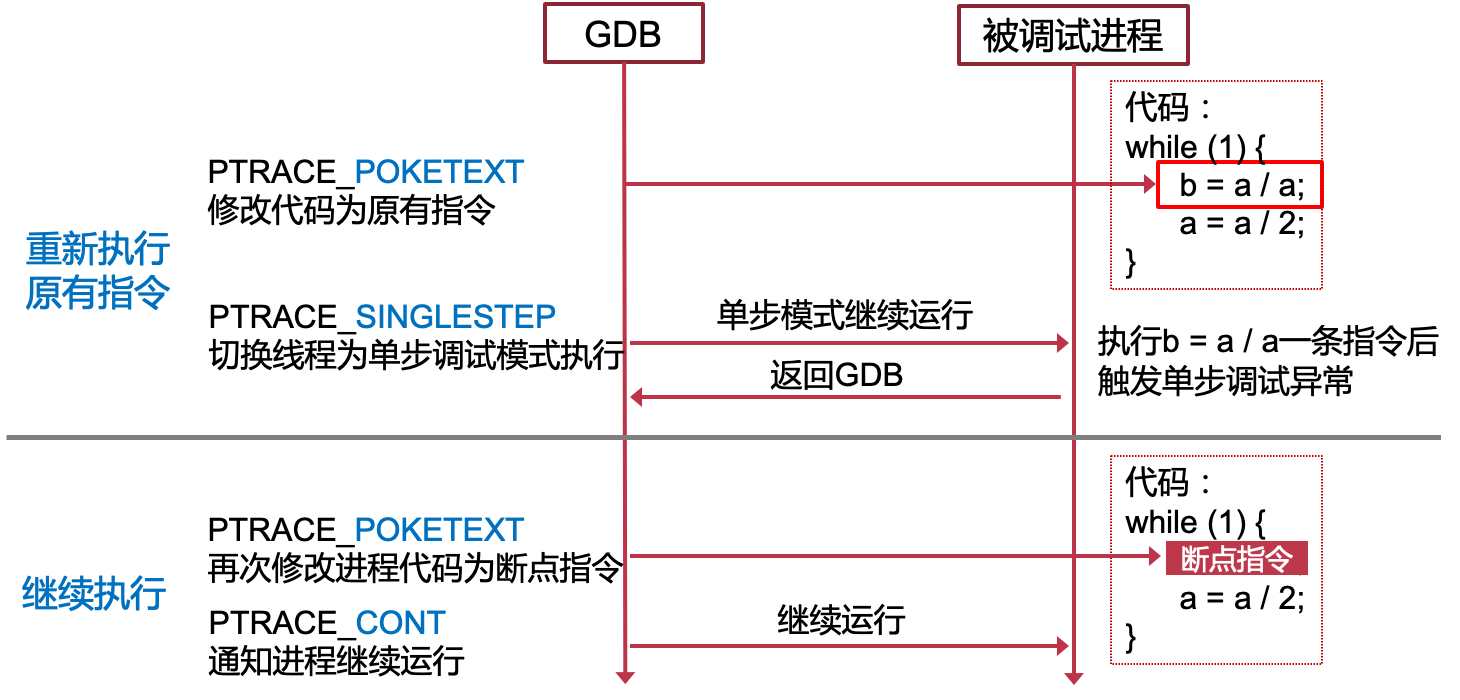 GDB
被调试进程
代码：
while (1) {
b = a / a;
a = a / 2;
}
PTRACE_POKETEXT
修改代码为原有指令
重新执行
原有指令
PTRACE_SINGLESTEP
切换线程为单步调试模式执行
单步模式继续运行
返回GDB
执行b = a / a一条指令后
触发单步调试异常
代码：
while (1) {
断点指令
a = a / 2;
}
PTRACE_POKETEXT
再次修改进程代码为断点指令
继续执行
PTRACE_CONT
通知进程继续运行
继续运行